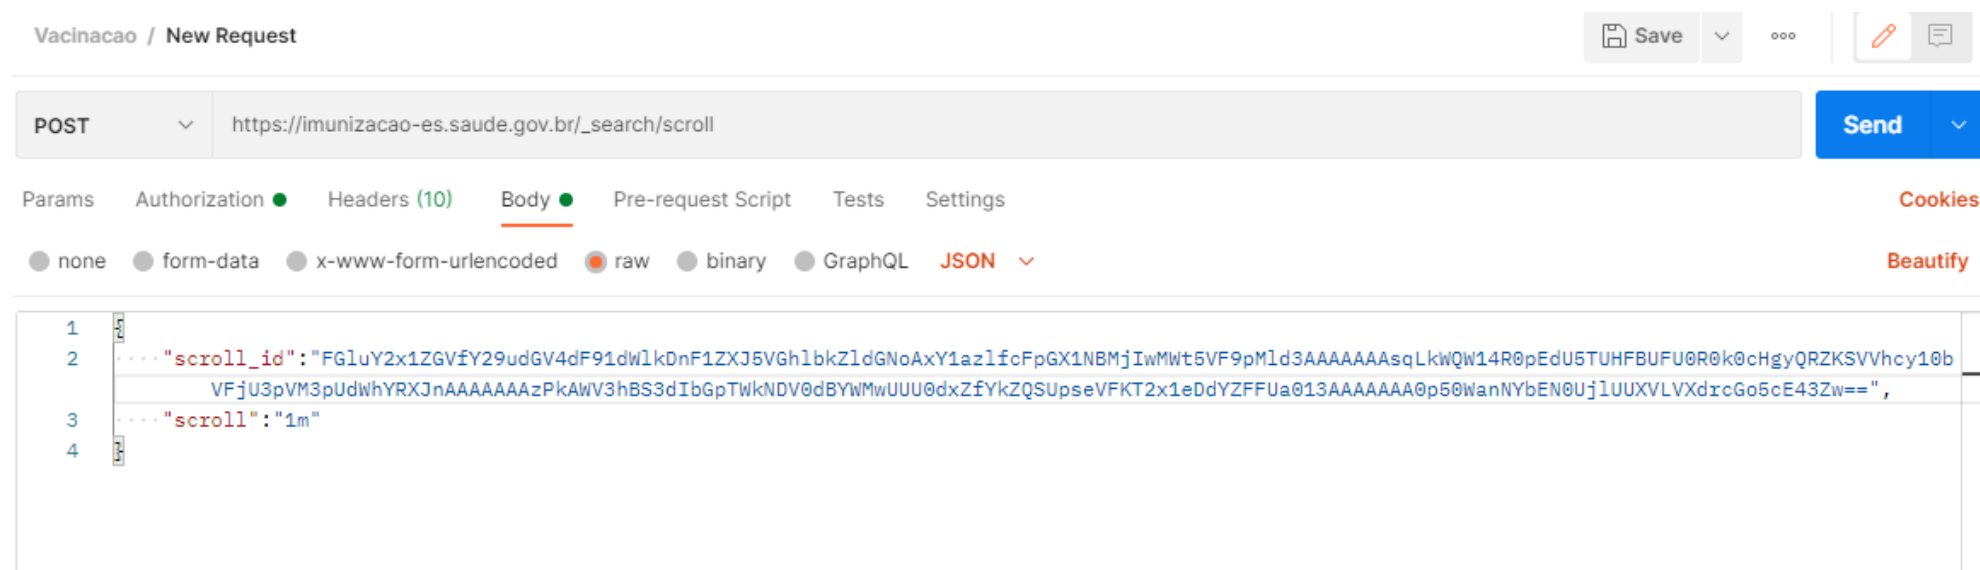 Vacinacao / New Request
Save
POST
https://imunizacao-es.saude.gov.br/_search/scroll
Send
Params Authorization Headers (10) Body Pre-request Script Tests Settings Cookies
none form-data x-www-form-urlencoded raw binary GraphQL JSON Beautify
1 {
2 "scroll_id":"FGluY2x1ZGVfY29udGV4dF91dWlkDnF1ZXJ5VGhlbkZldGNoAxY1azlfcFpGX1NBMjIwMWt5VF9pMld3AAAAAAAsqLkWQW14R0pEdU5TUHFBUFU0R0k0cHgyQRZKSVVhcy10b
VFjU3pVM3pUdWhYRXJnAAAAAAAzPkAWV3hBS3dIbGpTWkNDV0dBYWMwUUU0dxZfYkZQSUpseVFKT2x1eDdYZFFUa013AAAAAAA0p50WanNYbEN0UjlUUXVLVXdrcGo5cE43Zw==",
3 "scroll":"1m"
4 }